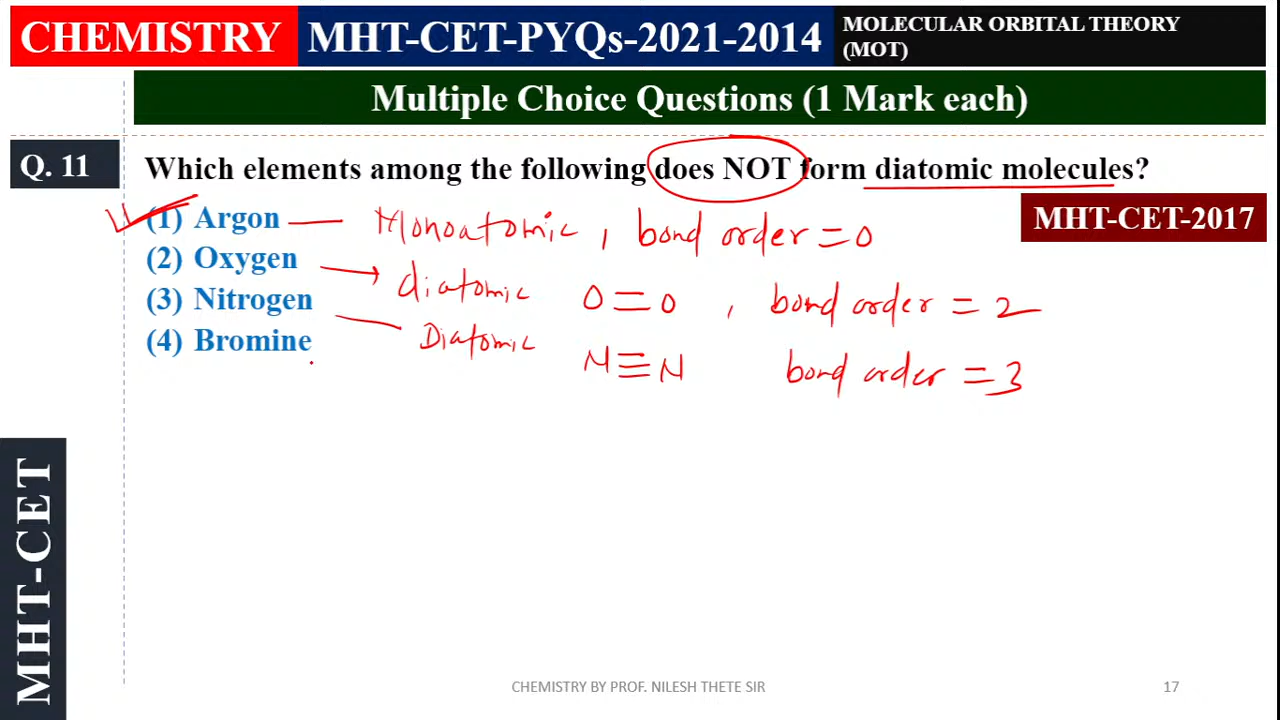 CHEMISTRY MHT-CET-PYQs-2021-2014 MOLECULAR ORBITAL THEORY
(MOT)
Multiple Choice Questions (1 Mark each)
Q. 11 Which elements among the following does NOT form diatomic molecules?
MHT-CET-2017
(1) Argon Monoatomic, bond order = 0
(2) Oxygen diatomic O=O, bond order = 2
(3) Nitrogen Diatomic N≡N bond order = 3
(4) Bromine
MHT-CET
CHEMISTRY BY PROF. NILESH THETE SIR 17